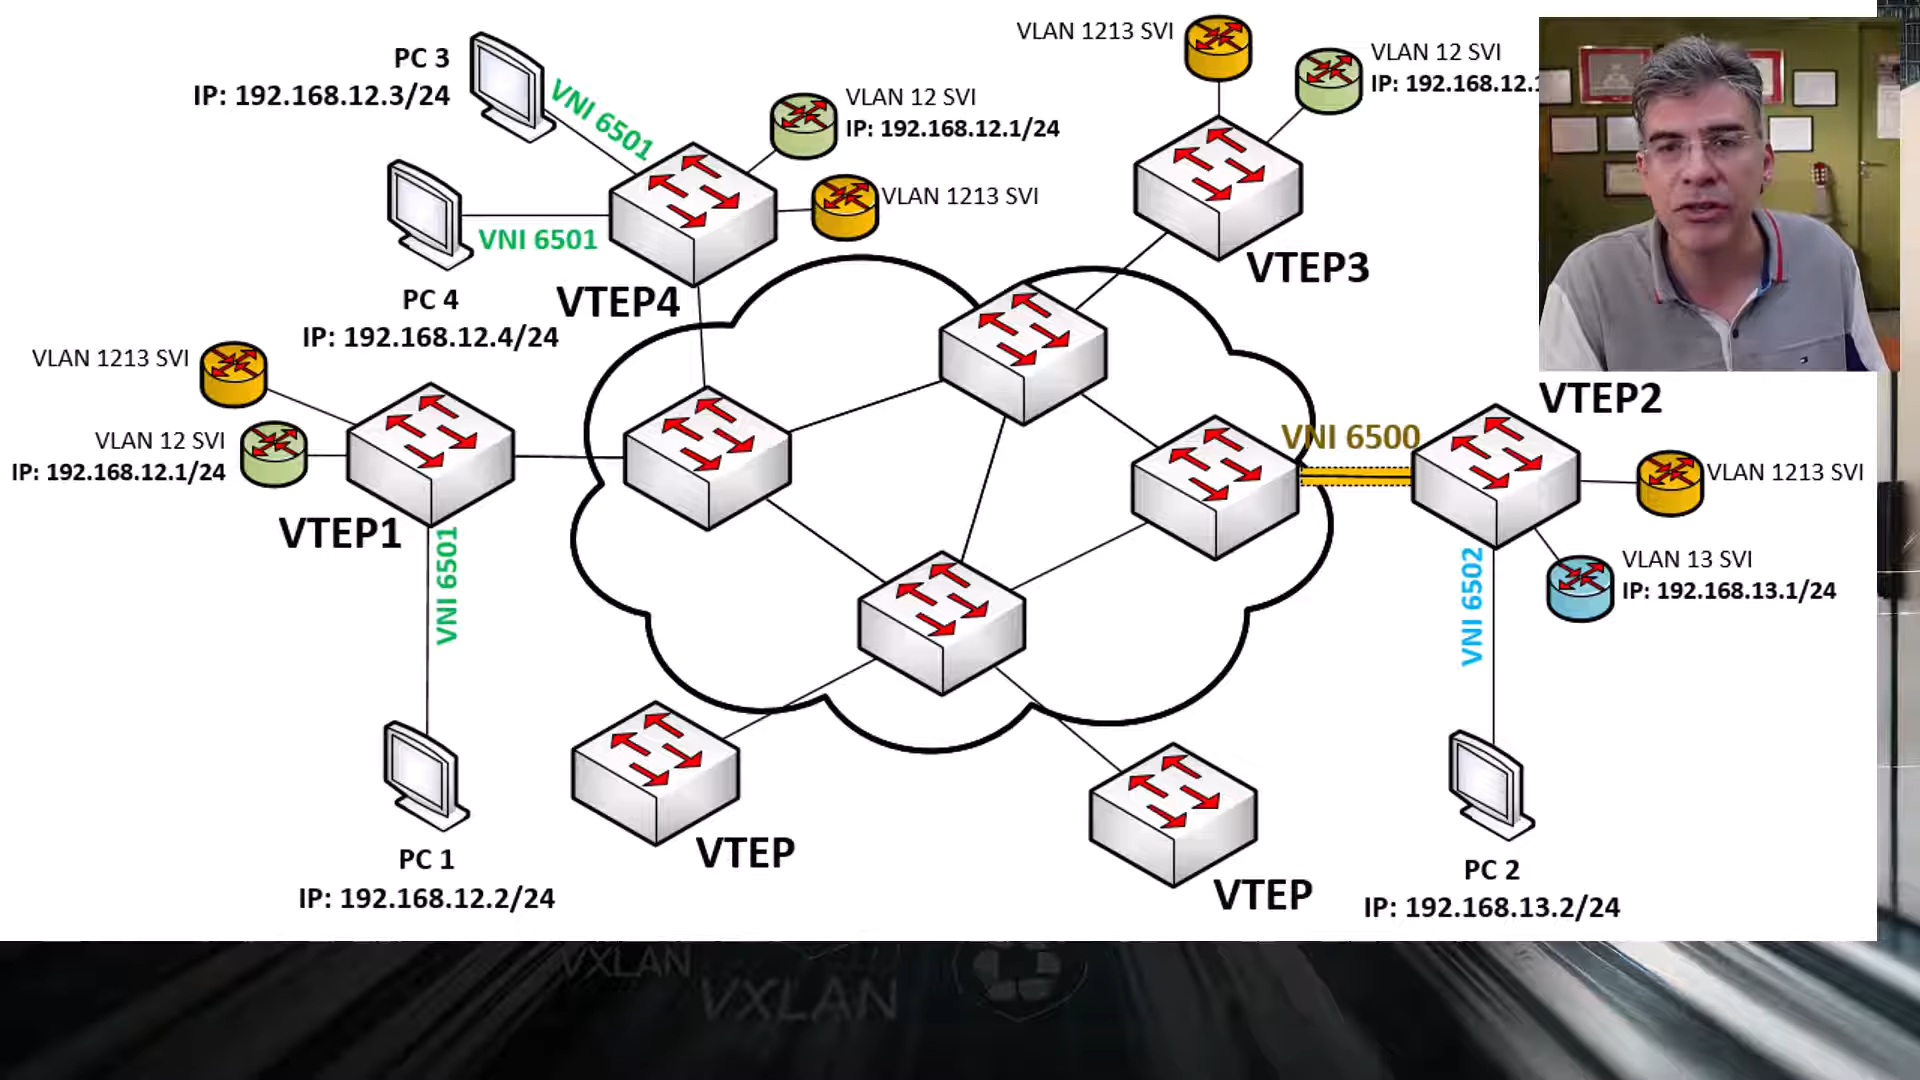 PC 3
IP: 192.168.12.3/24
VNI 6501
VLAN 12 SVI
IP: 192.168.12.1/24
VLAN 1213 SVI
VNI 6501
VTEP4
PC 4
IP: 192.168.12.4/24
VLAN 1213 SVI
VLAN 12 SVI
IP: 192.168.12.1
VTEP3
VLAN 1213 SVI
VLAN 12 SVI
IP: 192.168.12.1/24
VTEP1
VNI 6501
PC 1
IP: 192.168.12.2/24
VTEP2
VNI 6500
VLAN 1213 SVI
VLAN 13 SVI
IP: 192.168.13.1/24
VNI 6502
PC 2
IP: 192.168.13.2/24
VTEP
VTEP
VXLAN
VXLAN